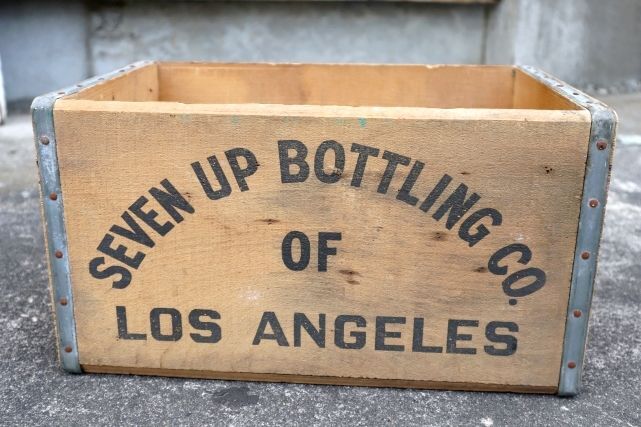 SEVEN UP BOTTLING CO.
OF
LOS ANGELES